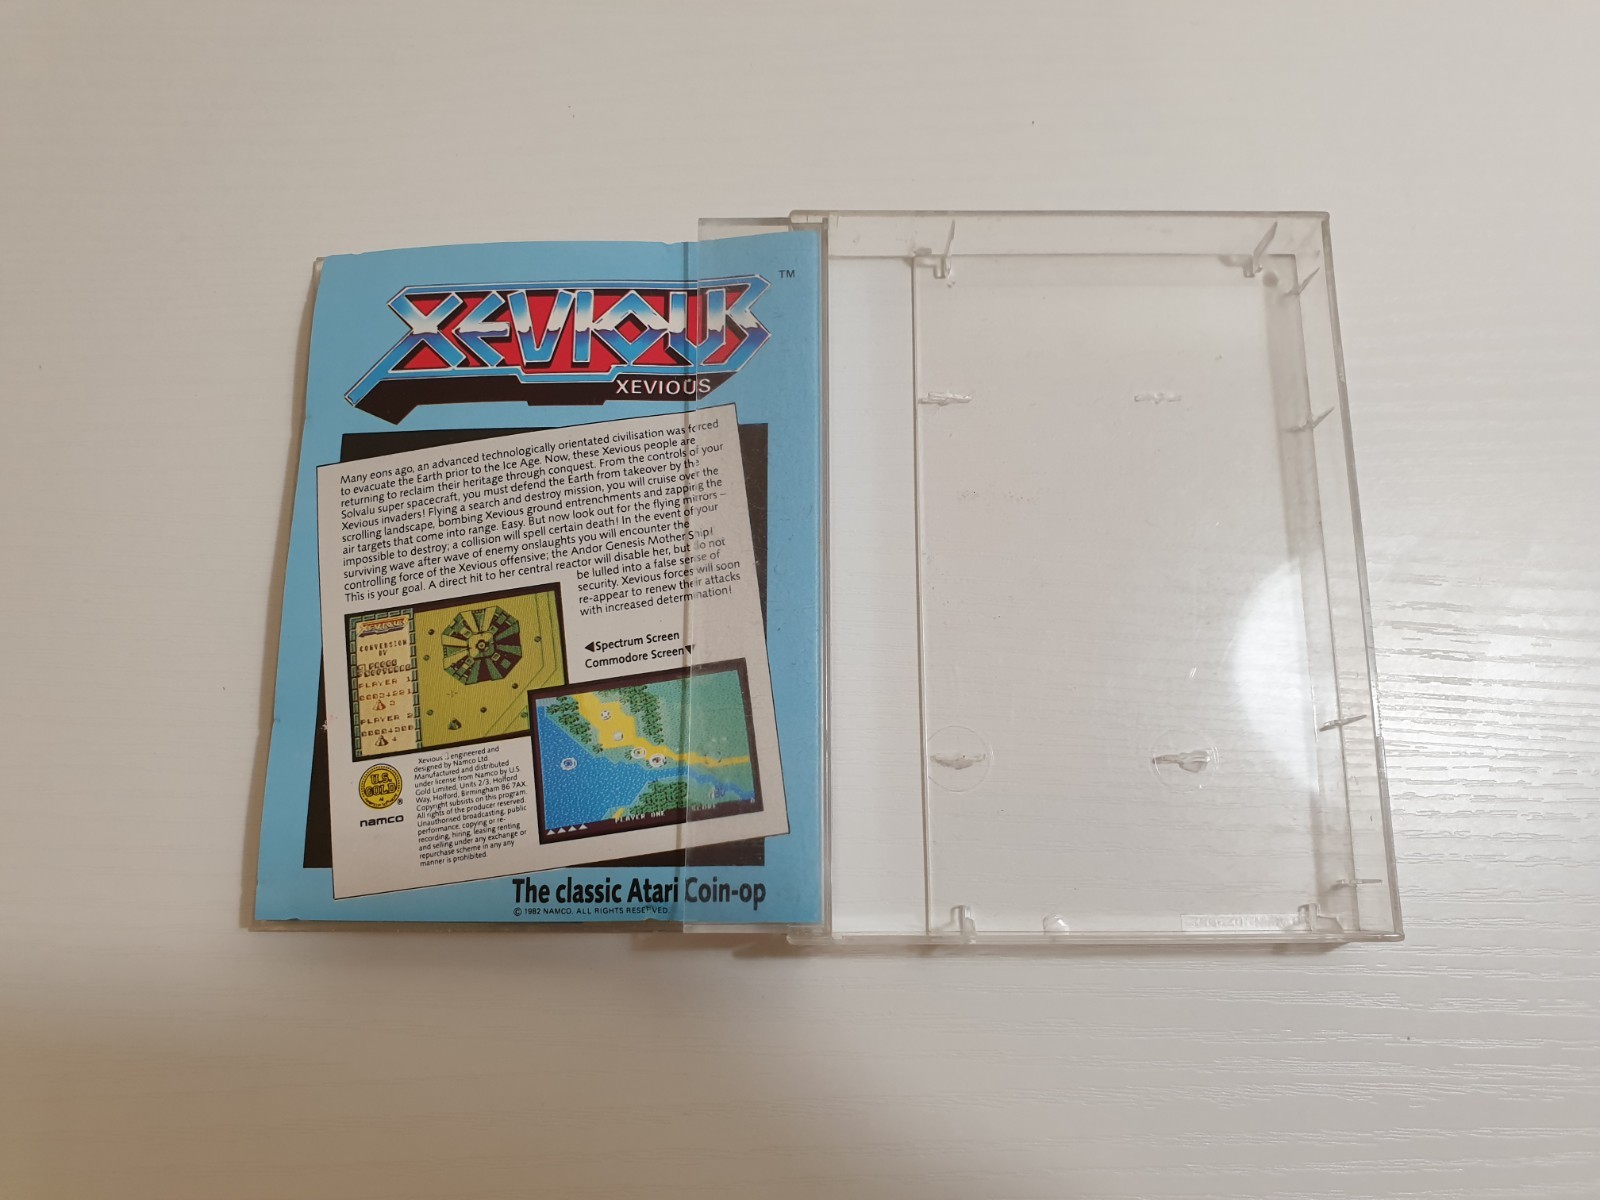 XEVIOUS
TM
XEVIOUS
Many eons ago, an advanced technologically orientated civilisation was forced
to evacuate the Earth prior to the Ice Age. Now, these Xevious people are
returning to reclaim their heritage through conquest. From the controls of your
Solvalu super spacecraft, you must defend the Earth from takeover by the
Xevious invaders! Flying a search and destroy mission, you will cruise over the
scrolling landscape, bombing Xevious ground entrenchments and zapping the
air targets that come into range. Easy. But now look out for the flying mirrors –
impossible to destroy; a collision will spell certain death! In the event of your
surviving wave after wave of enemy onslaughts you will encounter the
controlling force of the Xevious offensive; the Andor Genesis Mother Ship!
This is your goal. A direct hit to her central reactor will disable her, but do not
be lulled into a false sense of
security. Xevious forces will soon
re-appear to renew their attacks
with increased determination!
◀Spectrum Screen
Commodore Screen▼
XEVIOUS
CONVERSION
BY
PLAYER 1
PLAYER 2
4
PLAYER ONE
Xevious engineered and
designed by Namco Ltd.
Manufactured and distributed
under license from Namco by U.S.
Gold Limited, Units 2/3, Holford
Way, Holford, Birmingham B6 7AX.
Copyright subsists on this program.
All rights of the producer reserved.
Unauthorised broadcasting, public
performance, copying or re-
recording, hiring, leasing renting
and selling under any exchange or
repurchase scheme in any any
manner is prohibited.
U.S.
GOLD
®
namco
The classic Atari Coin-op
© 1982 NAMCO. ALL RIGHTS RESERVED